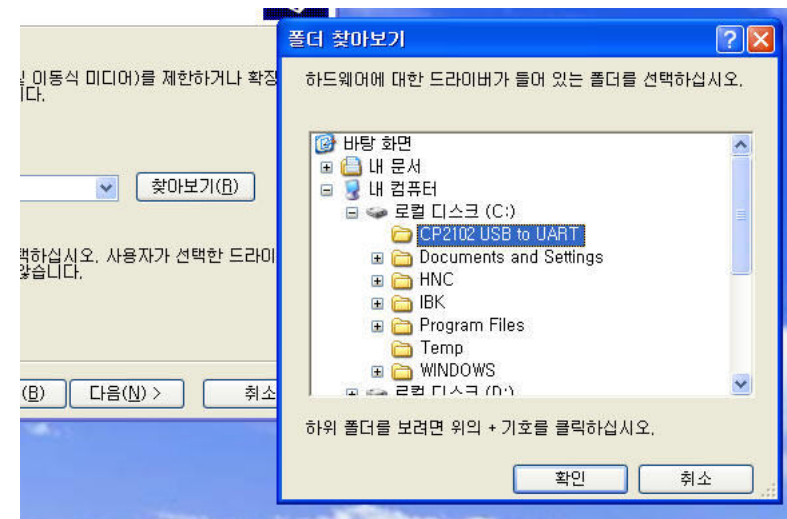 이동식 미디어)를 제한하거나 확장
니다.
찾아보기(R)
택하십시오. 사용자가 선택한 드라이
않습니다.
(B) 다음(N) > 취소
폴더 찾아보기
하드웨어에 대한 드라이버가 들어 있는 폴더를 선택하십시오.
바탕 화면
내 문서
내 컴퓨터
로컬 디스크 (C:)
CP2102 USB to UART
Documents and Settings
HNC
IBK
Program Files
Temp
WINDOWS
로컬 디스크 (D:)
하위 폴더를 보려면 위의 + 기호를 클릭하십시오.
확인 취소